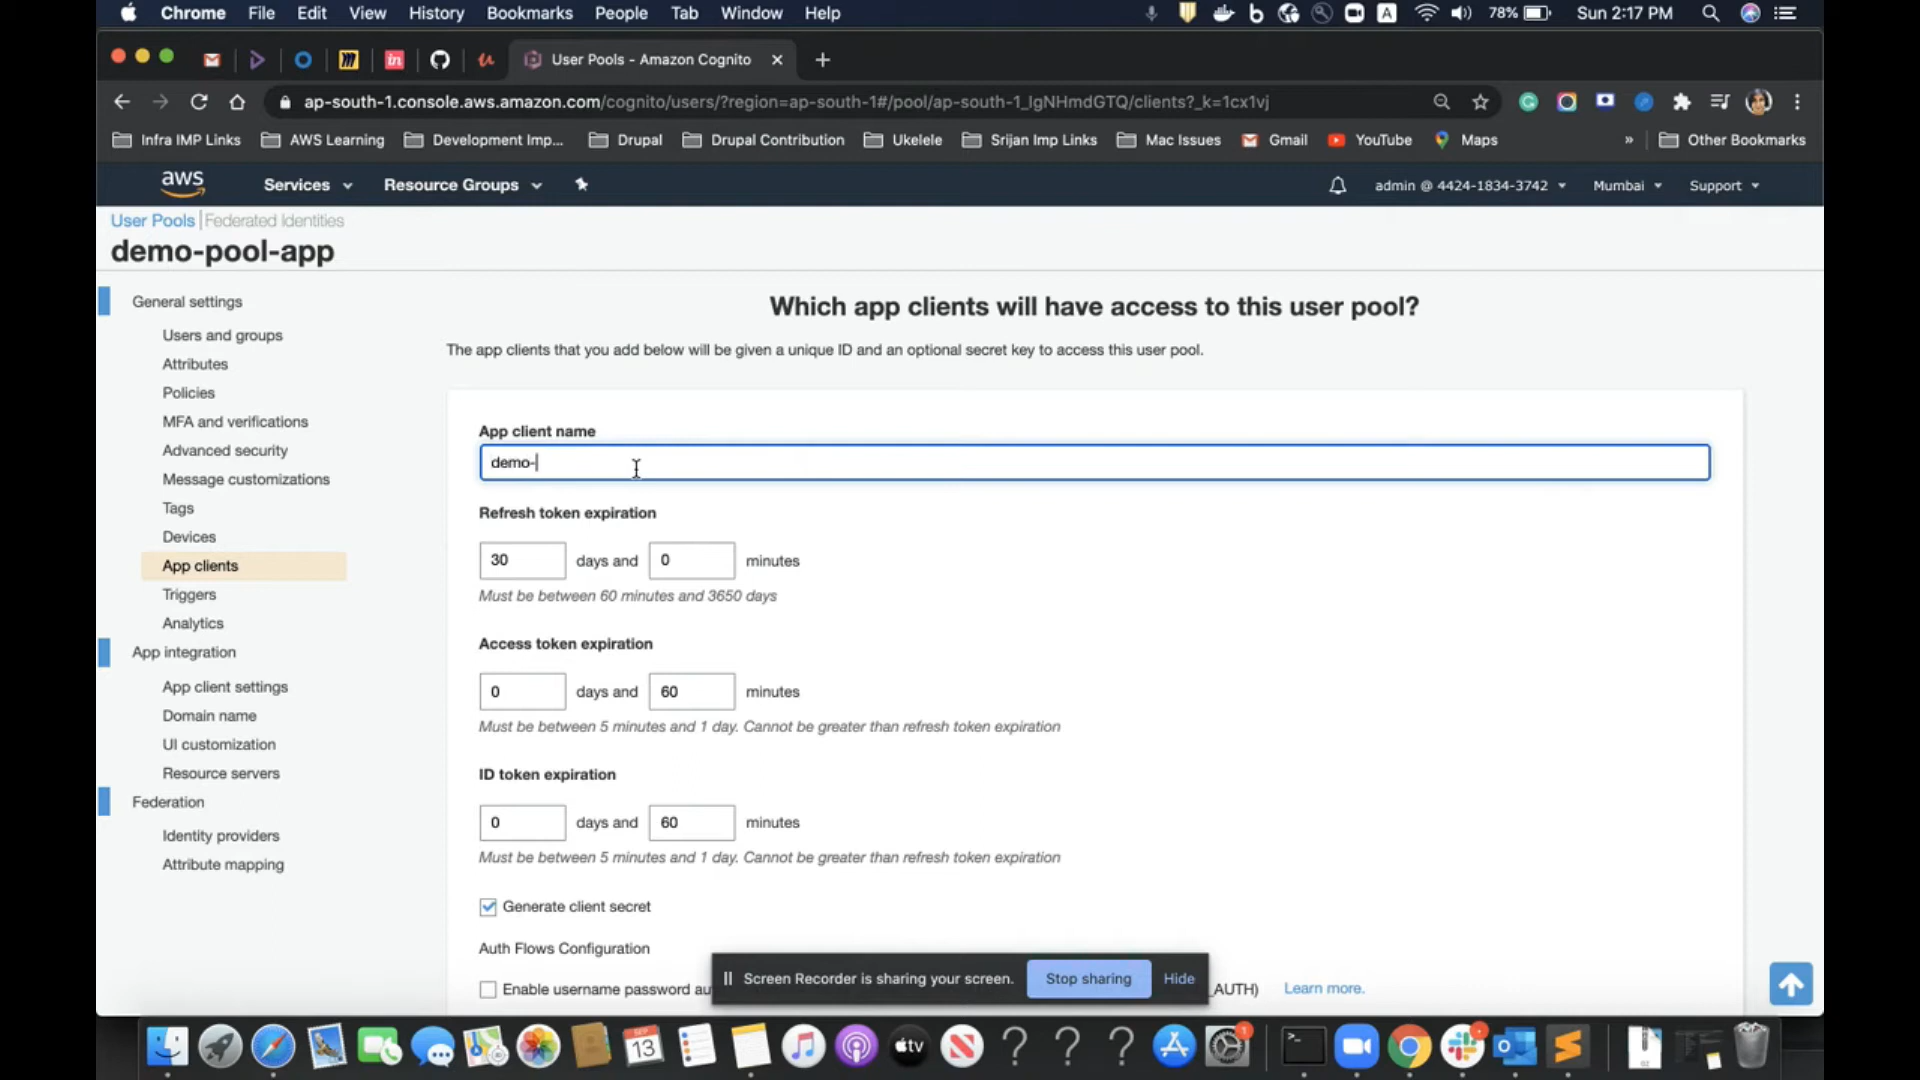 Chrome File Edit View History Bookmarks People Tab Window Help 78% Sun 2:17 PM
User Pools - Amazon Cognito
ap-south-1.console.aws.amazon.com/cognito/users/?region=ap-south-1#/pool/ap-south-1_lgNHmdGTQ/clients?_k=1cx1vj
Infra IMP Links AWS Learning Development Imp... Drupal Drupal Contribution Ukelele Srijan Imp Links Mac Issues Gmail YouTube Maps » Other Bookmarks
aws Services Resource Groups admin @ 4424-1834-3742 Mumbai Support
User Pools | Federated Identities
demo-pool-app
General settings
Users and groups
Attributes
Policies
MFA and verifications
Advanced security
Message customizations
Tags
Devices
App clients
Triggers
Analytics
App integration
App client settings
Domain name
UI customization
Resource servers
Federation
Identity providers
Attribute mapping
Which app clients will have access to this user pool?
The app clients that you add below will be given a unique ID and an optional secret key to access this user pool.
App client name
demo-
Refresh token expiration
30 days and 0 minutes
Must be between 60 minutes and 3650 days
Access token expiration
0 days and 60 minutes
Must be between 5 minutes and 1 day. Cannot be greater than refresh token expiration
ID token expiration
0 days and 60 minutes
Must be between 5 minutes and 1 day. Cannot be greater than refresh token expiration
Generate client secret
Auth Flows Configuration
Enable username password au _AUTH) Learn more.
Screen Recorder is sharing your screen. Stop sharing Hide
SEP
13
tv